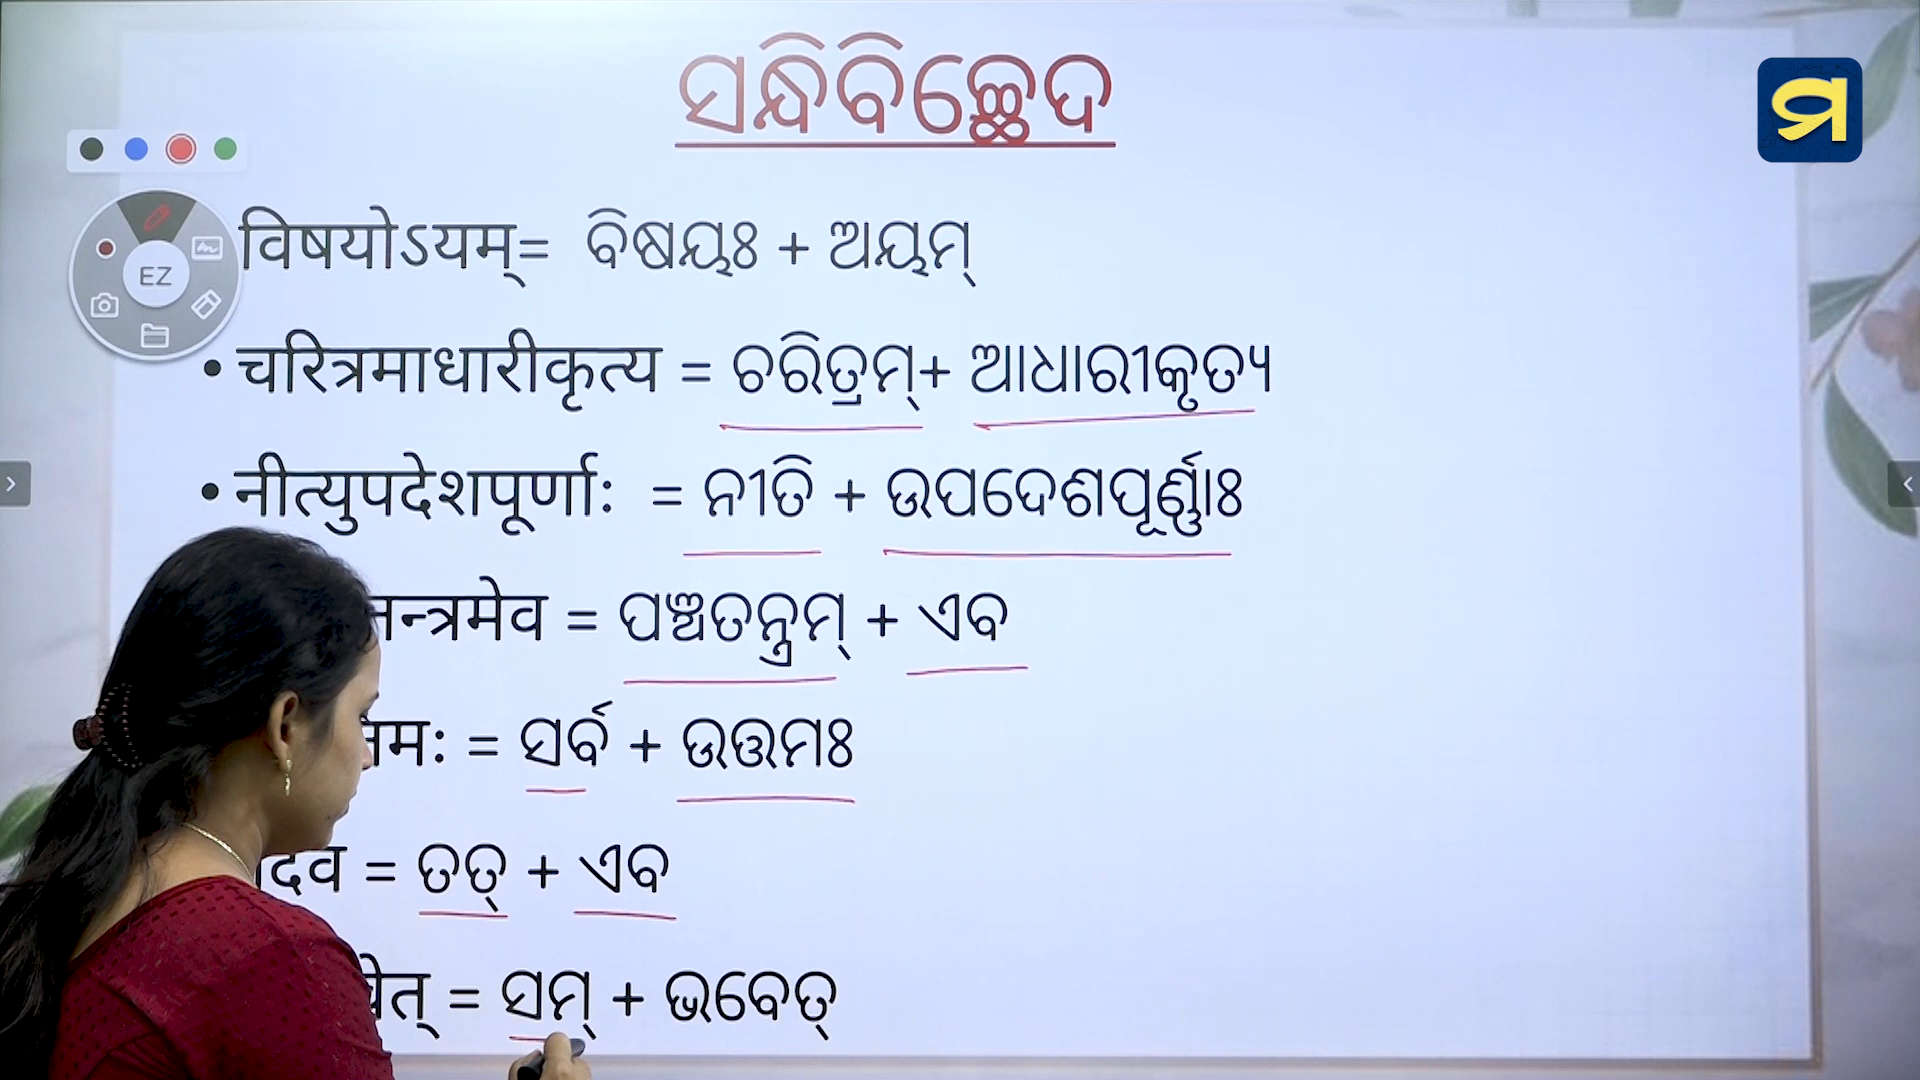 ସନ୍ଧିବିଚ୍ଛେଦ
ସ
EZ
विषयोऽयम्= ବିଷୟଃ + ଅୟମ୍
• चरित्रमाधारीकृत्य = ଚରିତ୍ରମ୍+ ଆଧାରୀକୃତ୍ୟ
• नीत्युपदेशपूर्णाः = ନୀତି + ଉପଦେଶପୂର୍ଣ୍ଣାଃ
न्त्रमेव = ପଞ୍ଚତନ୍ତ୍ରମ୍ + ଏବ
मः = ସର୍ବ + ଉତ୍ତମଃ
देव = ତତ୍ + ଏବ
वेत् = ସମ୍ + ଭବେତ୍